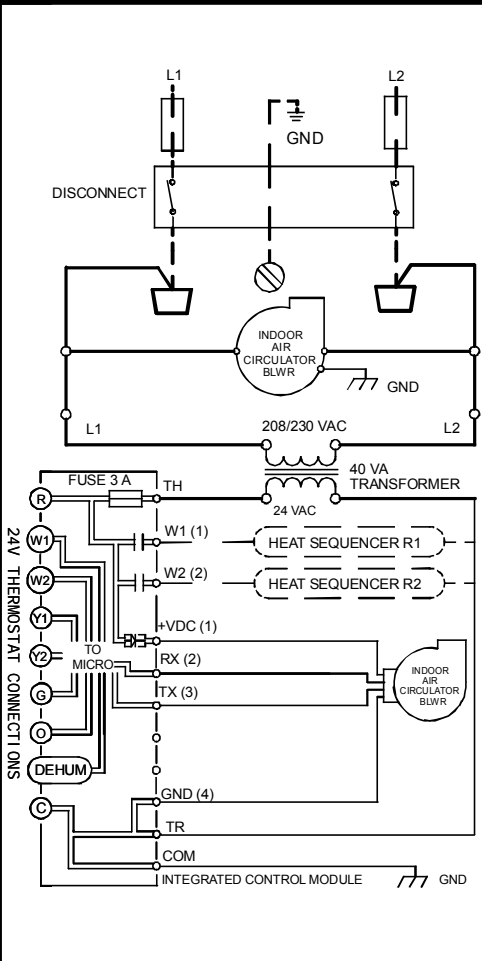 L1
L2
GND
DISCONNECT
INDOOR
AIR
CIRCULATOR
BLWR
GND
L1
208/230 VAC
L2
40 VA
TRANSFORMER
24 VAC
FUSE 3 A
TH
R
W1 (1)
HEAT SEQUENCER R1
W1
W2 (2)
HEAT SEQUENCER R2
W2
Y1
+VDC (1)
TO
MICRO
RX (2)
Y2
TX (3)
INDOOR
AIR
CIRCULATOR
BLWR
G
O
DEHUM
GND (4)
C
TR
COM
INTEGRATED CONTROL MODULE
GND
24V THERMOSTAT CONNECTIONS